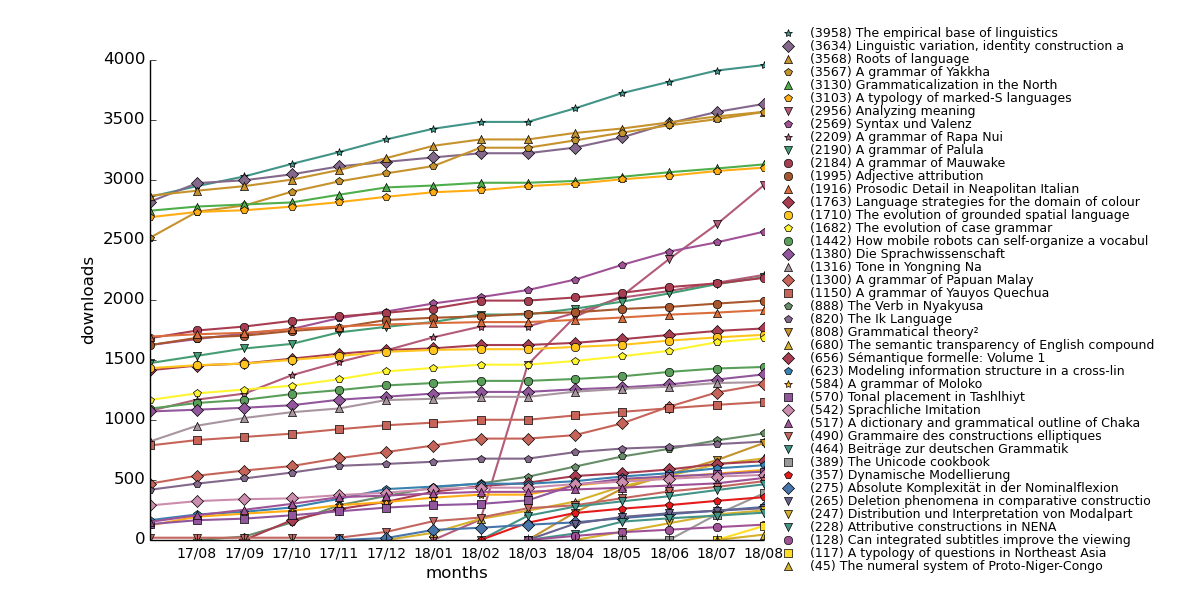 4000
3500
3000
2500
2000
1500
1000
500
0
downloads
17/08 17/09 17/10 17/11 17/12 18/01 18/02 18/03 18/04 18/05 18/06 18/07 18/08
months
(3958) The empirical base of linguistics
(3634) Linguistic variation, identity construction a
(3568) Roots of language
(3567) A grammar of Yakkha
(3130) Grammaticalization in the North
(3103) A typology of marked-S languages
(2956) Analyzing meaning
(2569) Syntax und Valenz
(2209) A grammar of Rapa Nui
(2190) A grammar of Palula
(2184) A grammar of Mauwake
(1995) Adjective attribution
(1916) Prosodic Detail in Neapolitan Italian
(1763) Language strategies for the domain of colour
(1710) The evolution of grounded spatial language
(1682) The evolution of case grammar
(1442) How mobile robots can self-organize a vocabul
(1380) Die Sprachwissenschaft
(1316) Tone in Yongning Na
(1300) A grammar of Papuan Malay
(1150) A grammar of Yauyos Quechua
(888) The Verb in Nyakyusa
(820) The Ik Language
(808) Grammatical theory²
(680) The semantic transparency of English compound
(656) Sémantique formelle: Volume 1
(623) Modeling information structure in a cross-lin
(584) A grammar of Moloko
(570) Tonal placement in Tashlhiyt
(542) Sprachliche Imitation
(517) A dictionary and grammatical outline of Chaka
(490) Grammaire des constructions elliptiques
(464) Beiträge zur deutschen Grammatik
(389) The Unicode cookbook
(357) Dynamische Modellierung
(275) Absolute Komplexität in der Nominalflexion
(265) Deletion phenomena in comparative constructio
(247) Distribution und Interpretation von Modalpart
(228) Attributive constructions in NENA
(128) Can integrated subtitles improve the viewing
(117) A typology of questions in Northeast Asia
(45) The numeral system of Proto-Niger-Congo